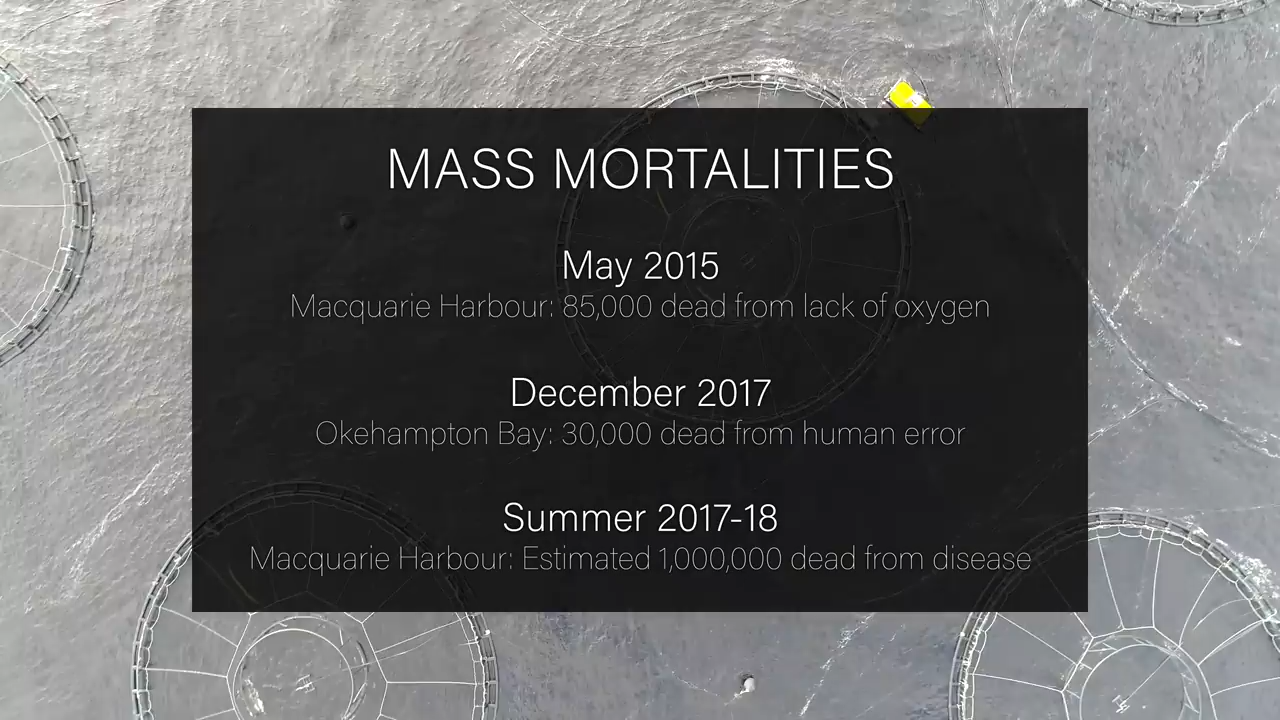 MASS MORTALITIES
May 2015
Macquarie Harbour: 85,000 dead from lack of oxygen
December 2017
Okehampton Bay: 30,000 dead from human error
Summer 2017-18
Macquarie Harbour: Estimated 1,000,000 dead from disease